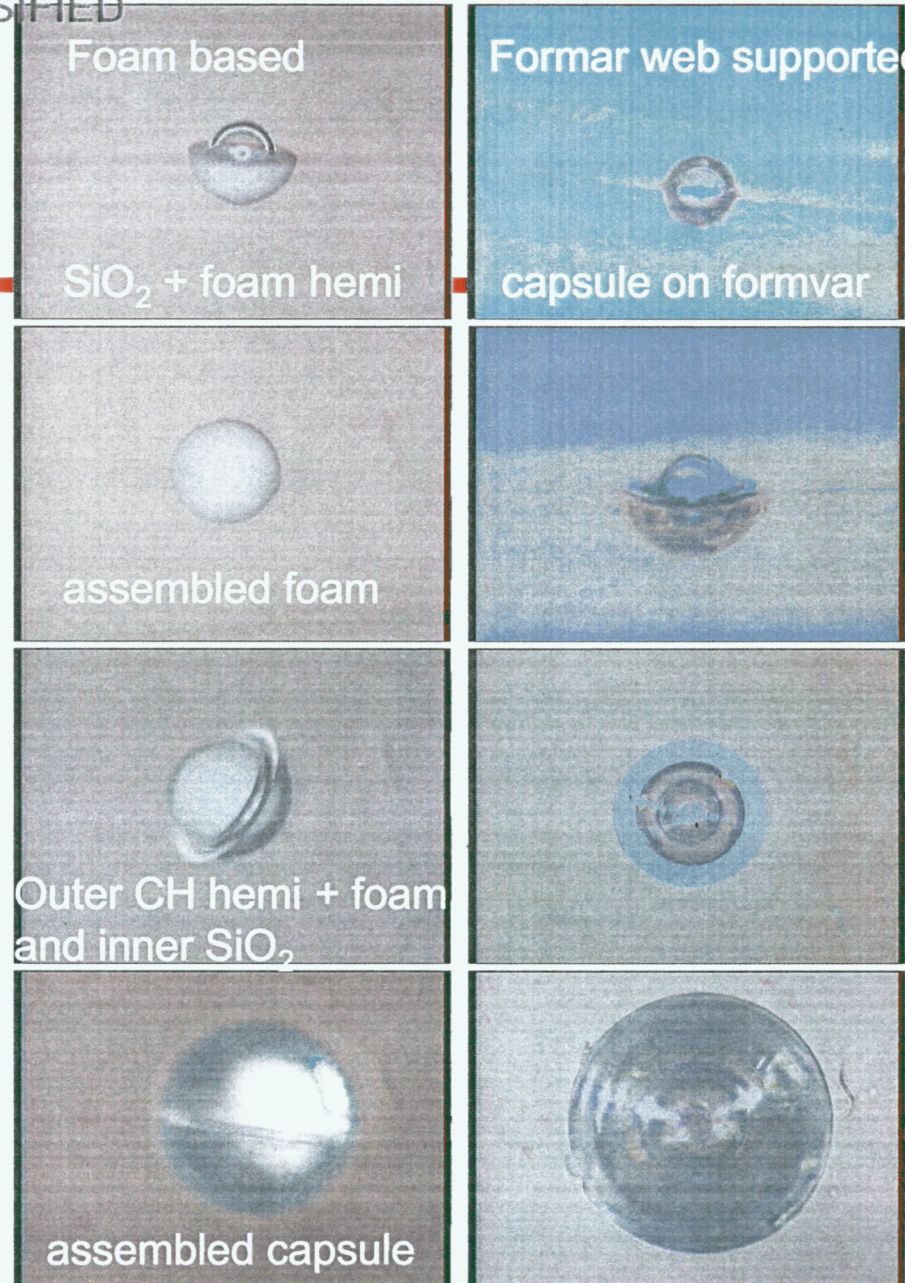 Foam based
Formar web supported
SiO₂ + foam hemi
capsule on formvar
assembled foam
Outer CH hemi + foam
and inner SiO₂
assembled capsule